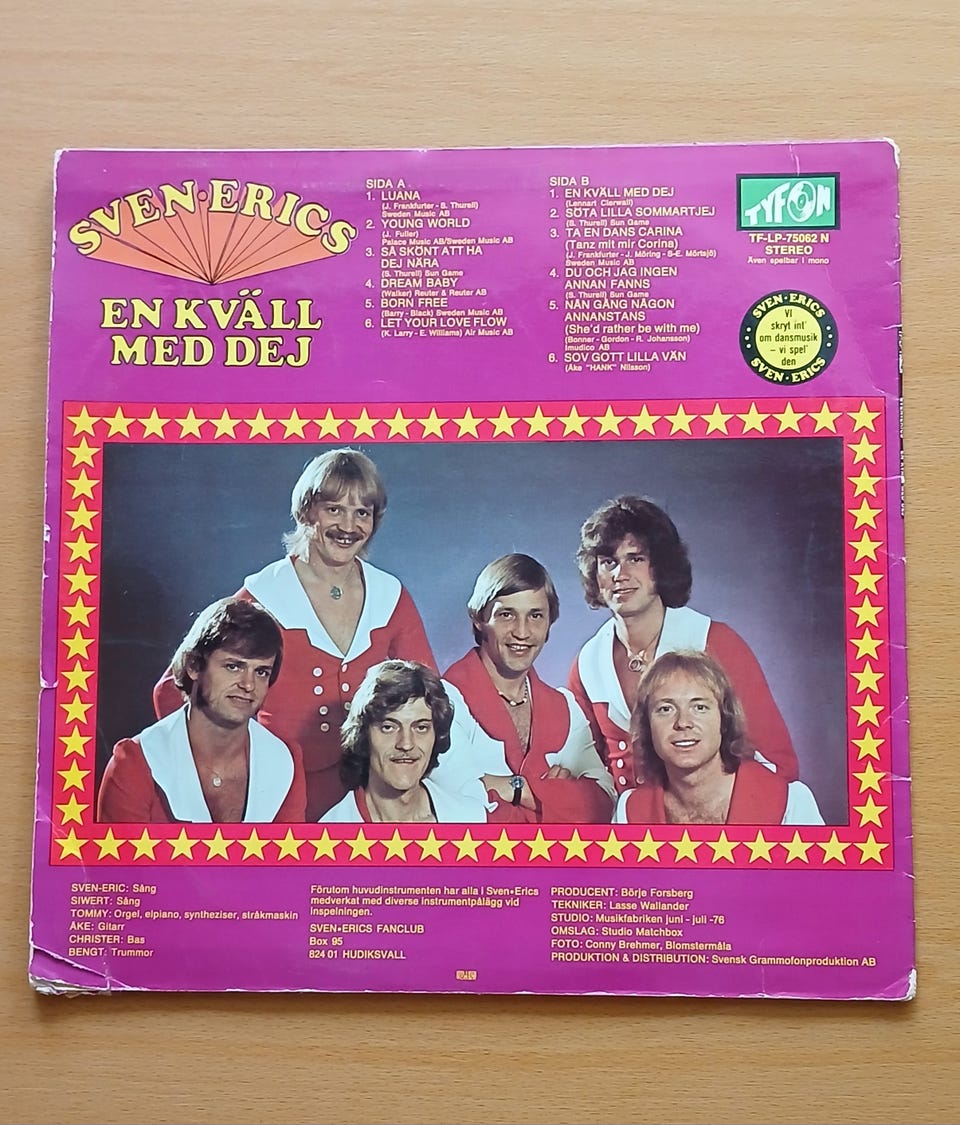 SVEN•ERICS
EN KVÄLL
MED DEJ
SIDA A
1. LUANA
(J. Frankfurter - S. Thurell)
Sweden Music AB
2. YOUNG WORLD
(J. Fuller)
Palace Music AB/Sweden Music AB
3. SÅ SKÖNT ATT HA
DEJ NÄRA
(S. Thurell) Sun Game
4. DREAM BABY
(Walker) Reuter & Reuter AB
5. BORN FREE
(Barry - Black) Sweden Music AB
6. LET YOUR LOVE FLOW
(K. Larry - E. Williams) Air Music AB
SIDA B
1. EN KVÄLL MED DEJ
(Lennart Clerwall)
2. SÖTA LILLA SOMMARTJEJ
(S. Thurell) Sun Game
3. TA EN DANS CARINA
(Tanz mit mir Corina)
(J. Frankfurter - J. Möring - S-E. Mörtsjö)
Sweden Music AB
4. DU OCH JAG INGEN
ANNAN FANNS
(S. Thurell) Sun Game
5. NÅN GÅNG NÅGON
ANNANSTANS
(She'd rather be with me)
(Bonner - Gordon - R. Johansson)
Imudico AB
6. SOV GOTT LILLA VÄN
(Åke "HANK" Nilsson)
TYFON
TF-LP-75062 N
STEREO
Även spelbar i mono
SVEN•ERICS
VI
skryt int'
om dansmusik
– vi spel'
den
SVEN•ERICS
SVEN-ERIC: Sång
SIWERT: Sång
TOMMY: Orgel, elpiano, syntheziser, stråkmaskin
ÅKE: Gitarr
CHRISTER: Bas
BENGT: Trummor
Förutom huvudinstrumenten har alla i Sven•Erics
medverkat med diverse instrumentpålägg vid
inspelningen.
SVEN•ERICS FANCLUB
Box 95
824 01 HUDIKSVALL
PRODUCENT: Börje Forsberg
TEKNIKER: Lasse Wallander
STUDIO: Musikfabriken juni - juli -76
OMSLAG: Studio Matchbox
FOTO: Conny Brehmer, Blomstermåla
PRODUKTION & DISTRIBUTION: Svensk Grammofonproduktion AB